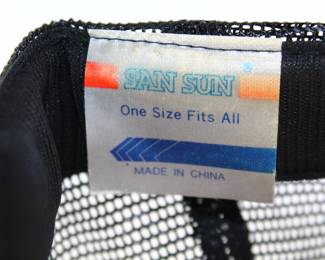 SAN SUN®
One Size Fits All
MADE IN CHINA